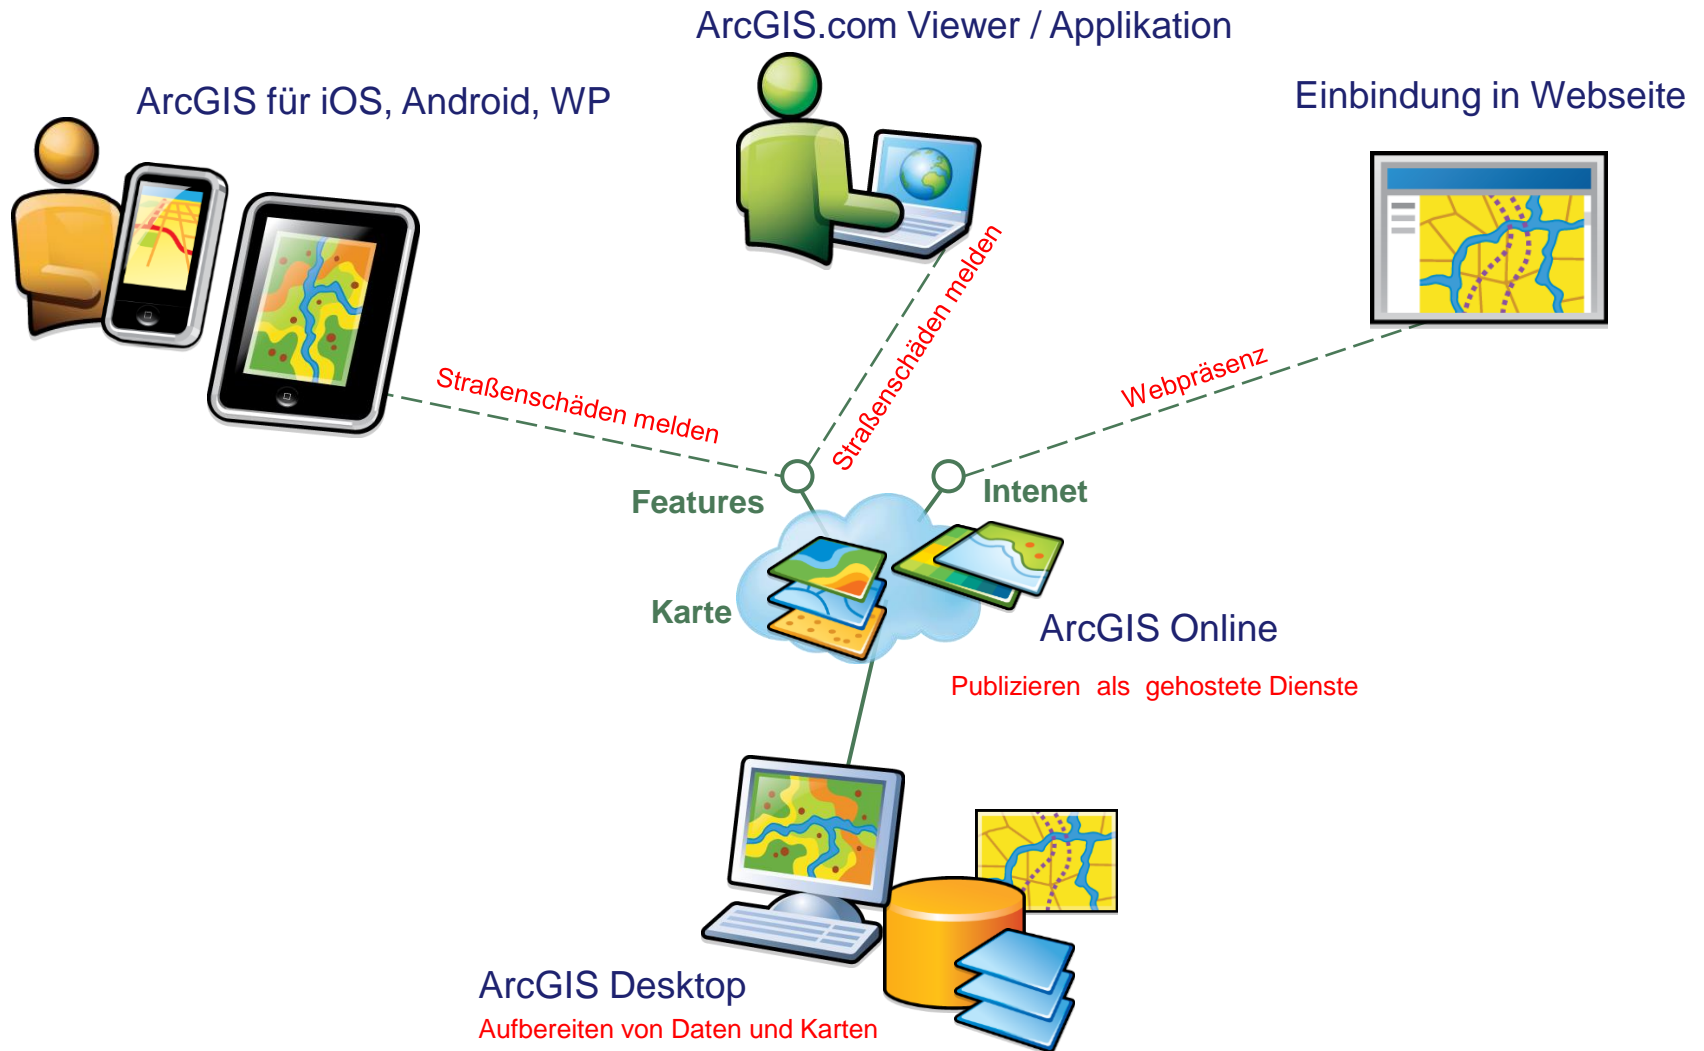 ArcGIS.com Viewer / Applikation
ArcGIS für iOS, Android, WP
Einbindung in Webseite
Straßenschäden melden
Straßenschäden melden
Webpräsenz
Features
Intenet
Karte
ArcGIS Online
Publizieren als gehostete Dienste
ArcGIS Desktop
Aufbereiten von Daten und Karten